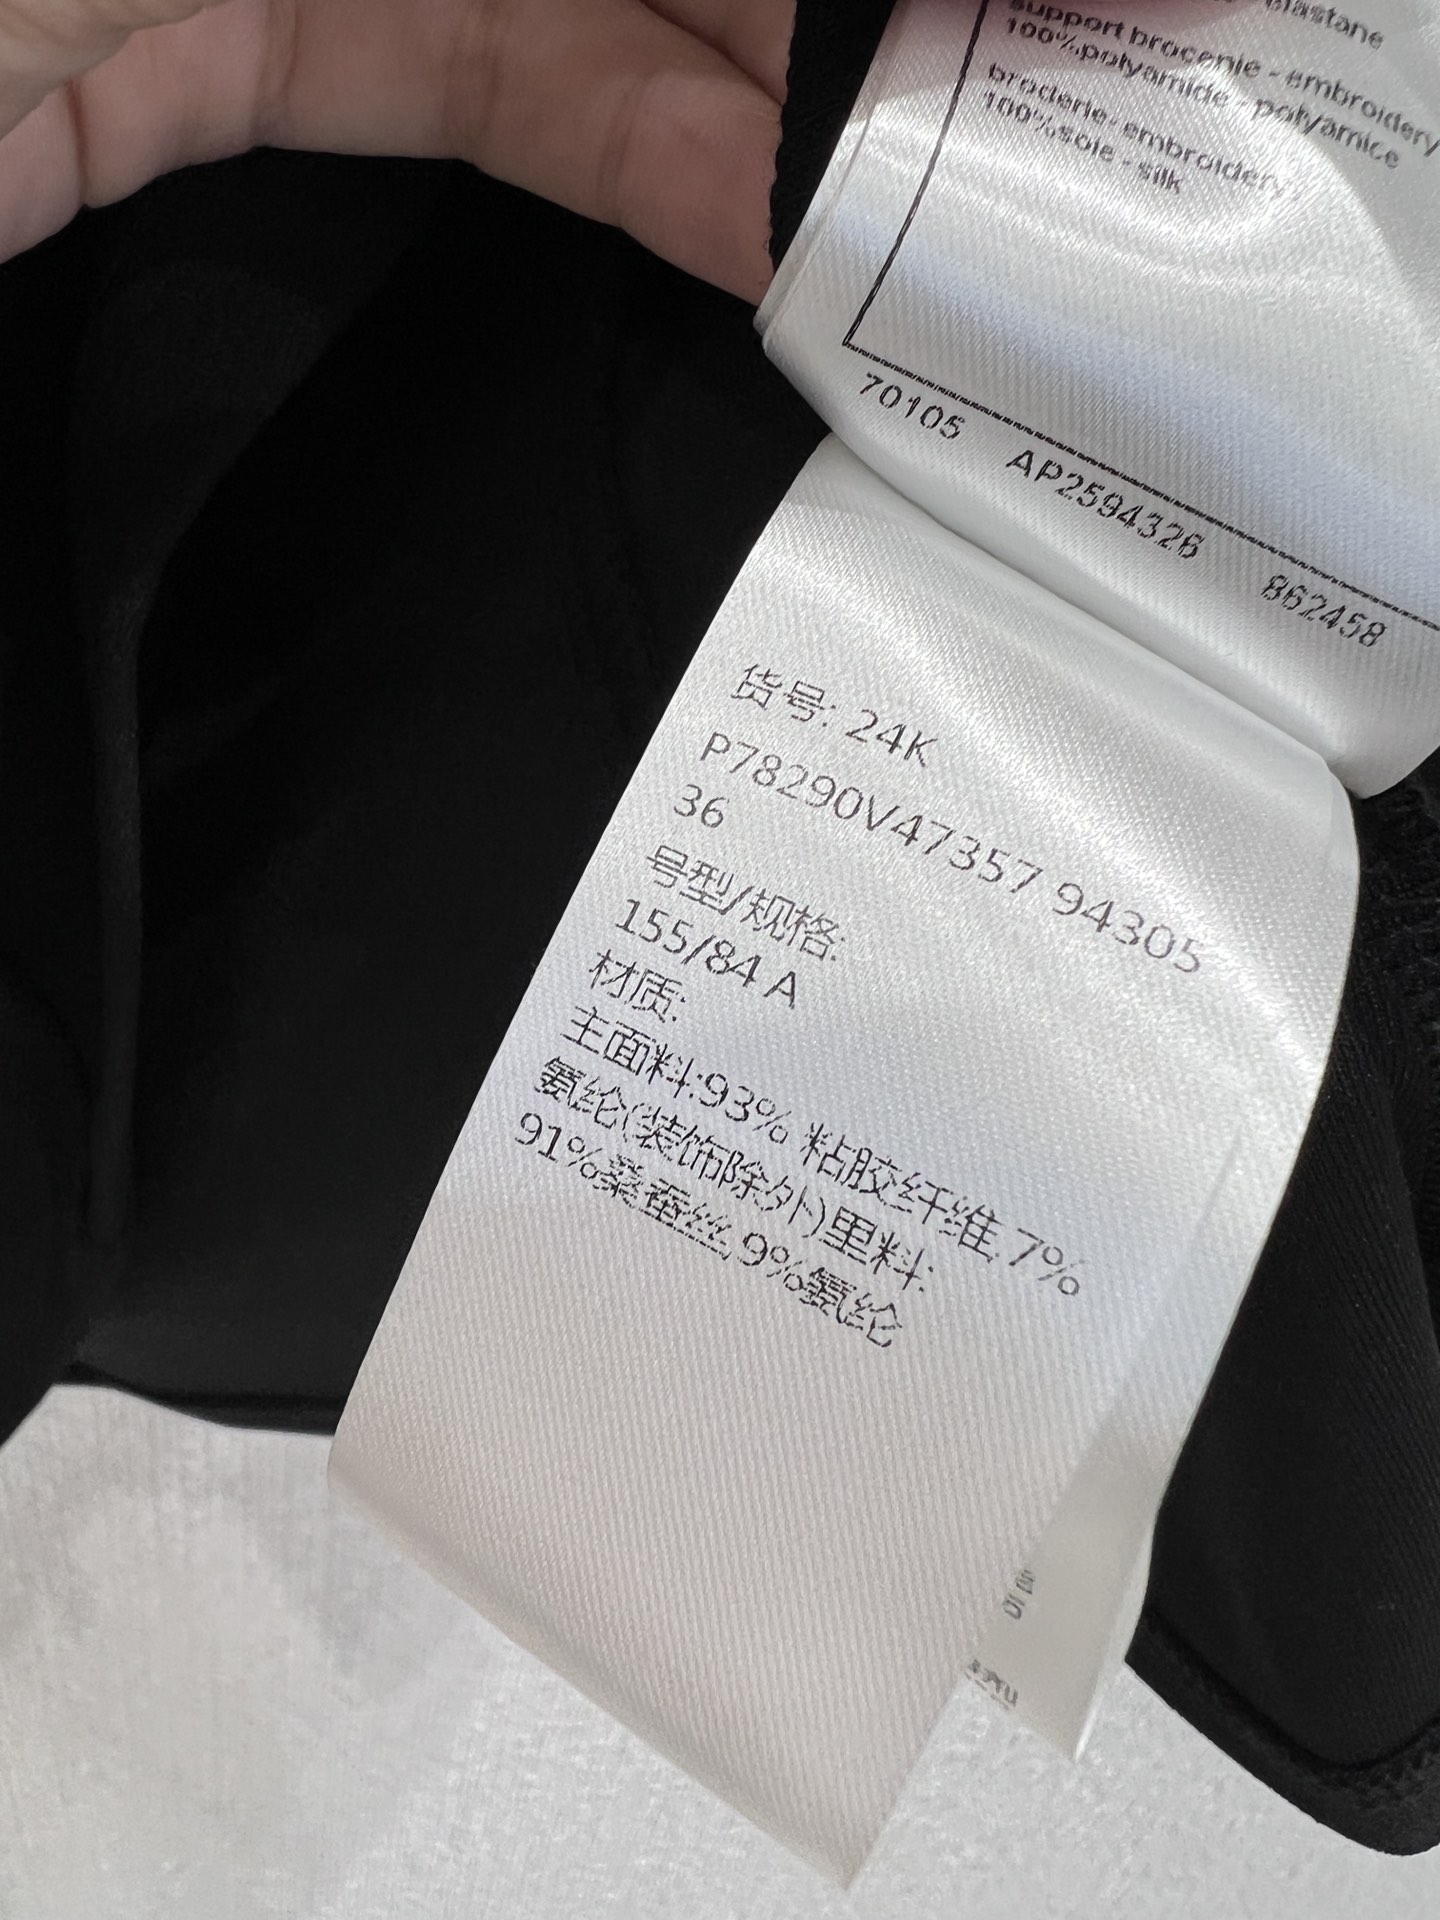 elastane
support broderie - embroidery
100%polyamide - polyamide
broderie - embroidery
100%soie - silk
70105 AP2594326 862458
货号: 24K
P78290V47357 94305
36
号型/规格:
155/84 A
材质:
主面料:93% 粘胶纤维, 7%
氨纶(装饰除外)里料:
91%桑蚕丝,9%氨纶